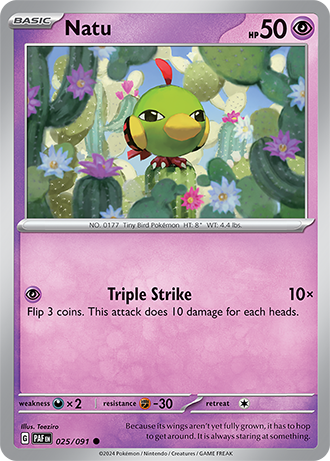 BASIC
Natu
HP 50
NO. 0177 Tiny Bird Pokémon HT: 8" WT: 4.4 lbs.
Triple Strike 10×
Flip 3 coins. This attack does 10 damage for each heads.
Illus. Teeziro
weakness ×2 resistance -30 retreat
G PAF EN 025/091
Because its wings aren't yet fully grown, it has to hop
to get around. It is always staring at something.
©2024 Pokémon / Nintendo / Creatures / GAME FREAK